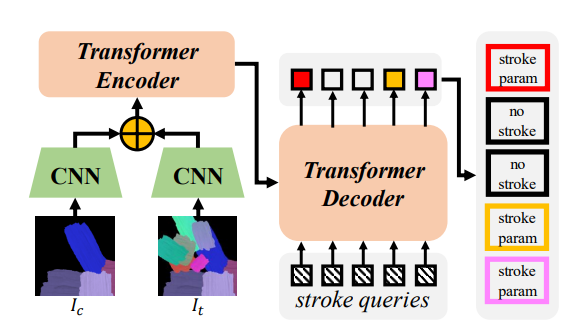 Transformer
Encoder
CNN
CNN
I_c
I_t
Transformer
Decoder
stroke queries
stroke
param
no
stroke
no
stroke
stroke
param
stroke
param